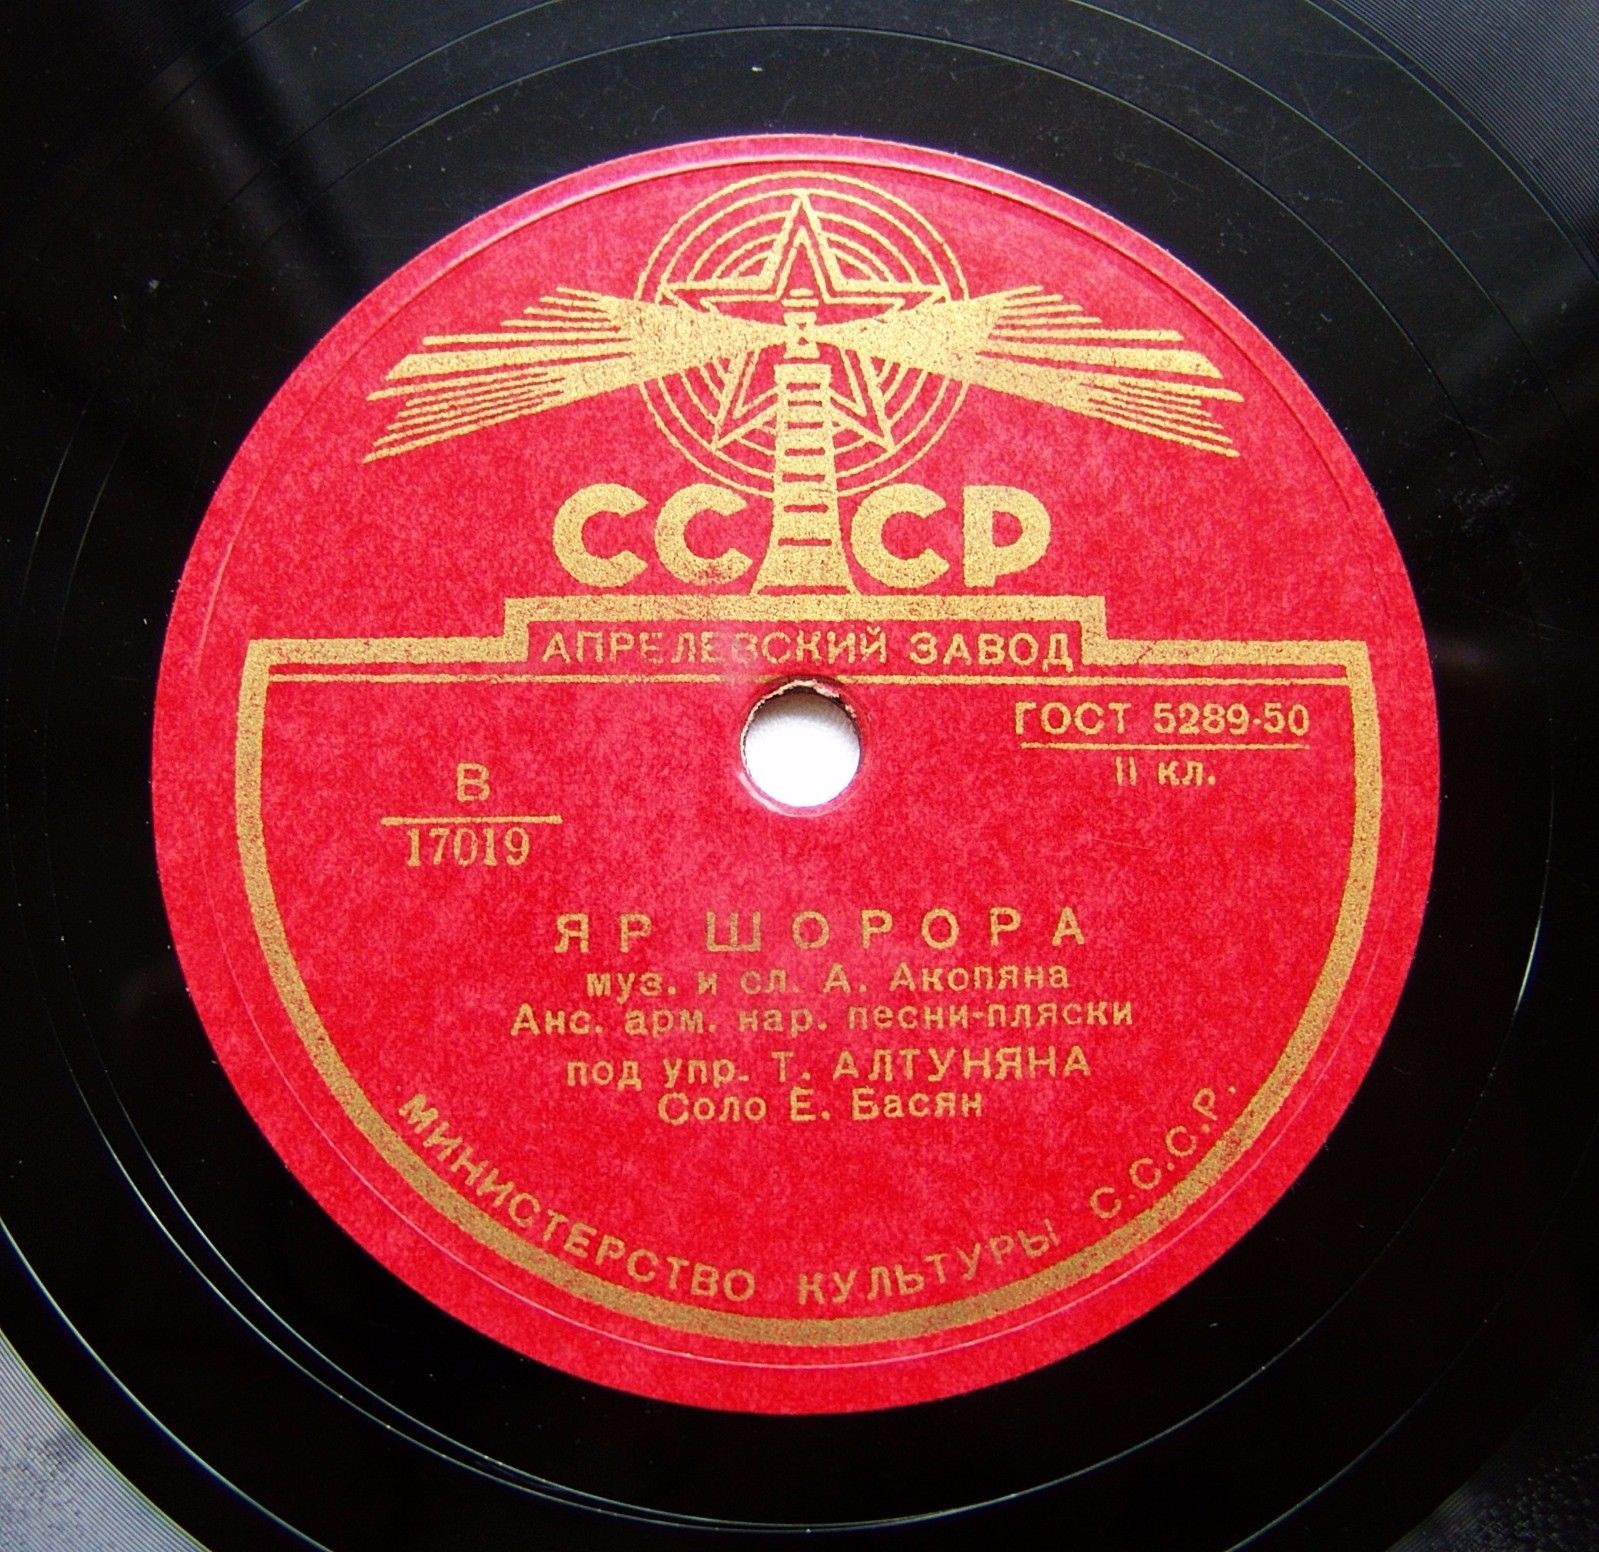 СССР
АПРЕЛЕВСКИЙ ЗАВОД
ГОСТ 5289-50
II кл.
В
17019
ЯР ШОРОРА
муз. и сл. А. Акопяна
Анс. арм. нар. песни-пляски
под упр. Т. АЛТУНЯНА
Соло Е. Басян
МИНИСТЕРСТВО КУЛЬТУРЫ С.С.С.Р.